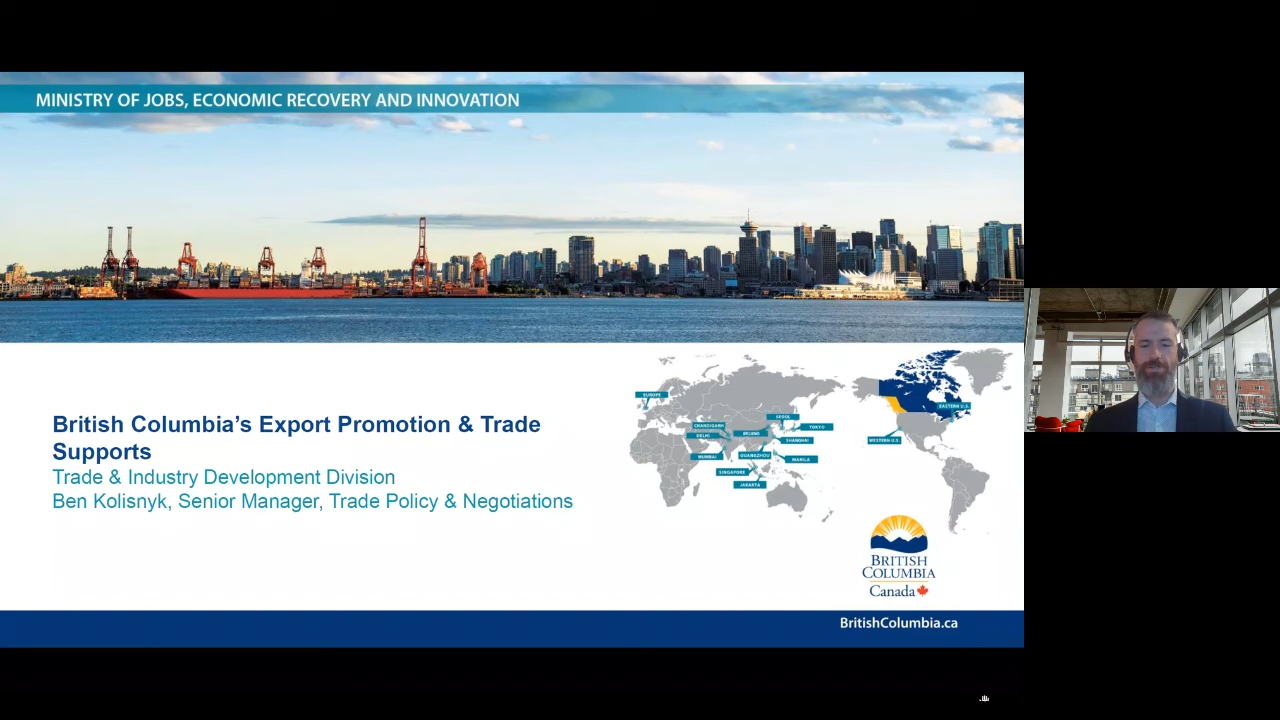 MINISTRY OF JOBS, ECONOMIC RECOVERY AND INNOVATION
British Columbia's Export Promotion & Trade
Supports
Trade & Industry Development Division
Ben Kolisnyk, Senior Manager, Trade Policy & Negotiations
EUROPE
CHANDIGARH
DELHI
MUMBAI
BEIJING
SEOUL
TOKYO
SHANGHAI
GUANGZHOU
MANILA
SINGAPORE
JAKARTA
EASTERN U.S.
WESTERN U.S.
BRITISH
COLUMBIA
Canada
BritishColumbia.ca